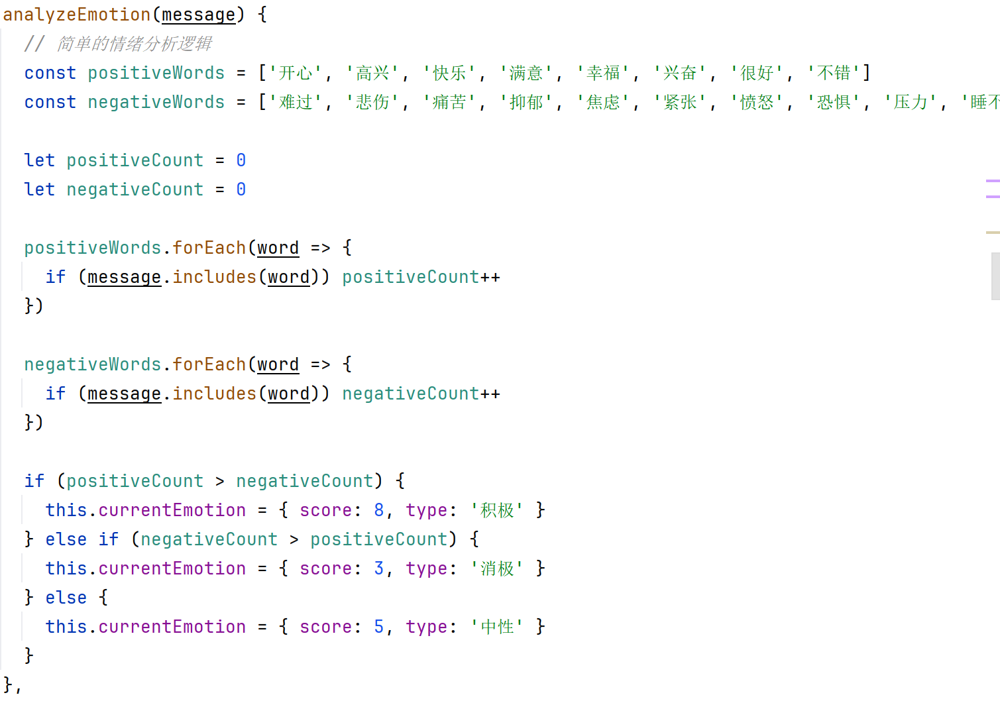 analyzeEmotion(message) {
  // 简单的情绪分析逻辑
  const positiveWords = ['开心', '高兴', '快乐', '满意', '幸福', '兴奋', '很好', '不错']
  const negativeWords = ['难过', '悲伤', '痛苦', '抑郁', '焦虑', '紧张', '愤怒', '恐惧', '压力', '睡不

  let positiveCount = 0
  let negativeCount = 0

  positiveWords.forEach(word => {
    if (message.includes(word)) positiveCount++
  })

  negativeWords.forEach(word => {
    if (message.includes(word)) negativeCount++
  })

  if (positiveCount > negativeCount) {
    this.currentEmotion = { score: 8, type: '积极' }
  } else if (negativeCount > positiveCount) {
    this.currentEmotion = { score: 3, type: '消极' }
  } else {
    this.currentEmotion = { score: 5, type: '中性' }
  }
},